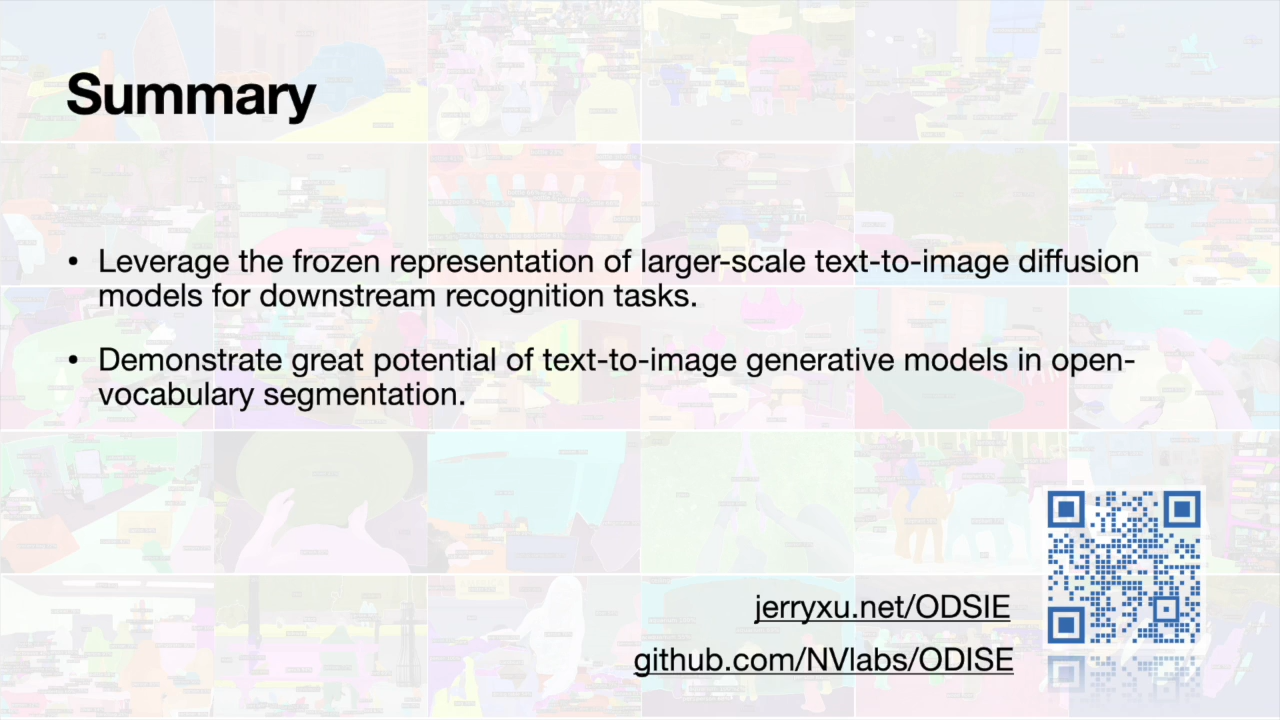 Summary
• Leverage the frozen representation of larger-scale text-to-image diffusion
models for downstream recognition tasks.
• Demonstrate great potential of text-to-image generative models in open-
vocabulary segmentation.
jerryxu.net/ODSIE
github.com/NVlabs/ODISE